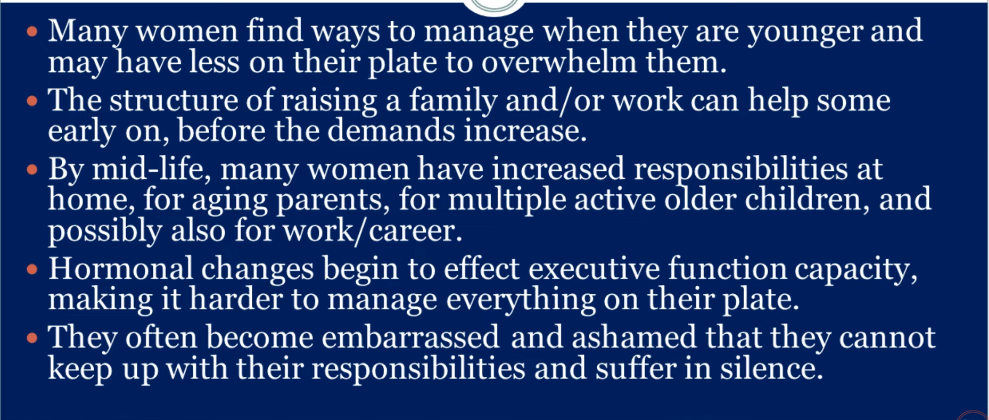 • Many women find ways to manage when they are younger and
may have less on their plate to overwhelm them.
• The structure of raising a family and/or work can help some
early on, before the demands increase.
• By mid-life, many women have increased responsibilities at
home, for aging parents, for multiple active older children, and
possibly also for work/career.
• Hormonal changes begin to effect executive function capacity,
making it harder to manage everything on their plate.
• They often become embarrassed and ashamed that they cannot
keep up with their responsibilities and suffer in silence.